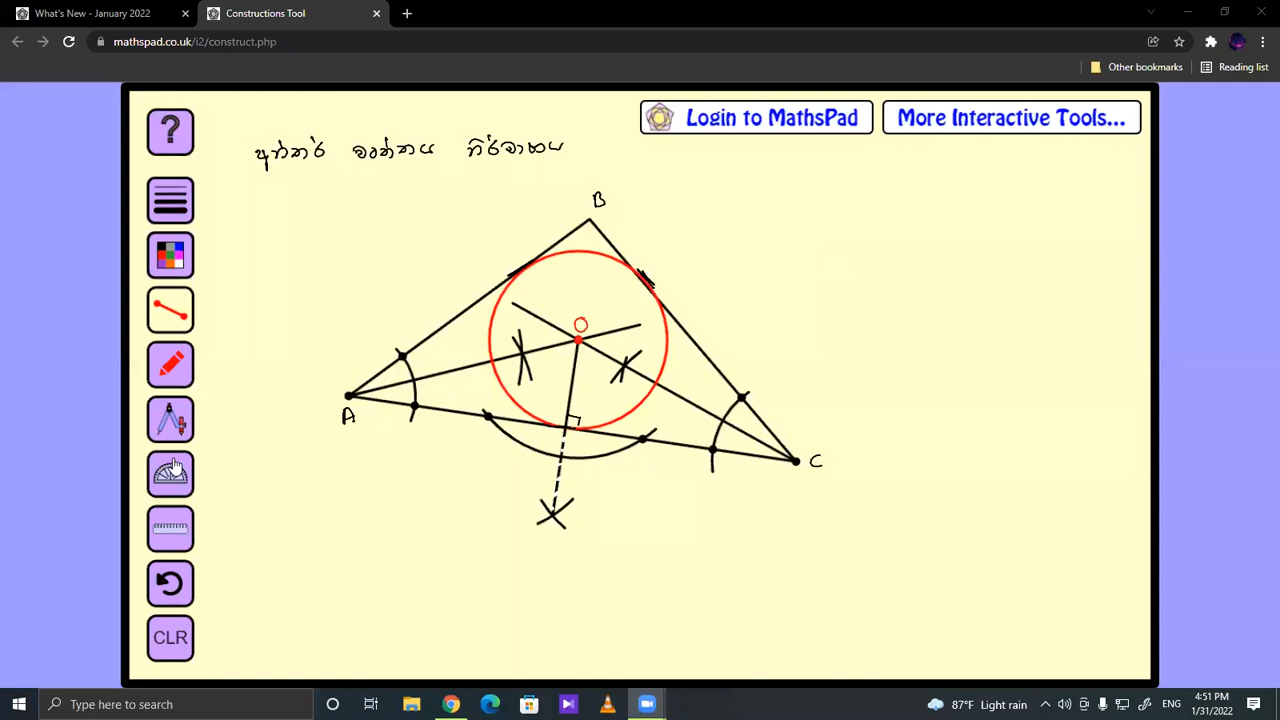 What's New - January 2022
Constructions Tool
mathspad.co.uk/i2/construct.php
Other bookmarks
Reading list
?
Login to MathsPad
More Interactive Tools...
අන්තර් වෘත්තය නිර්මාණය
B
O
A
C
CLR
Type here to search
87°F Light rain
4:51 PM
1/31/2022